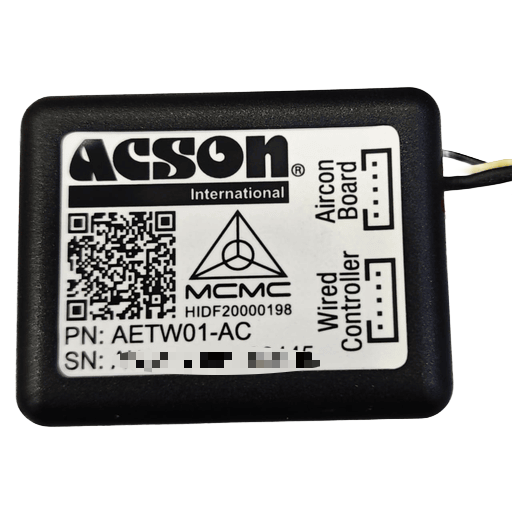 ACSON®
International
MCMC
HIDF20000198
PN: AETW01-AC
SN:
Aircon
Board
Wired
Controller